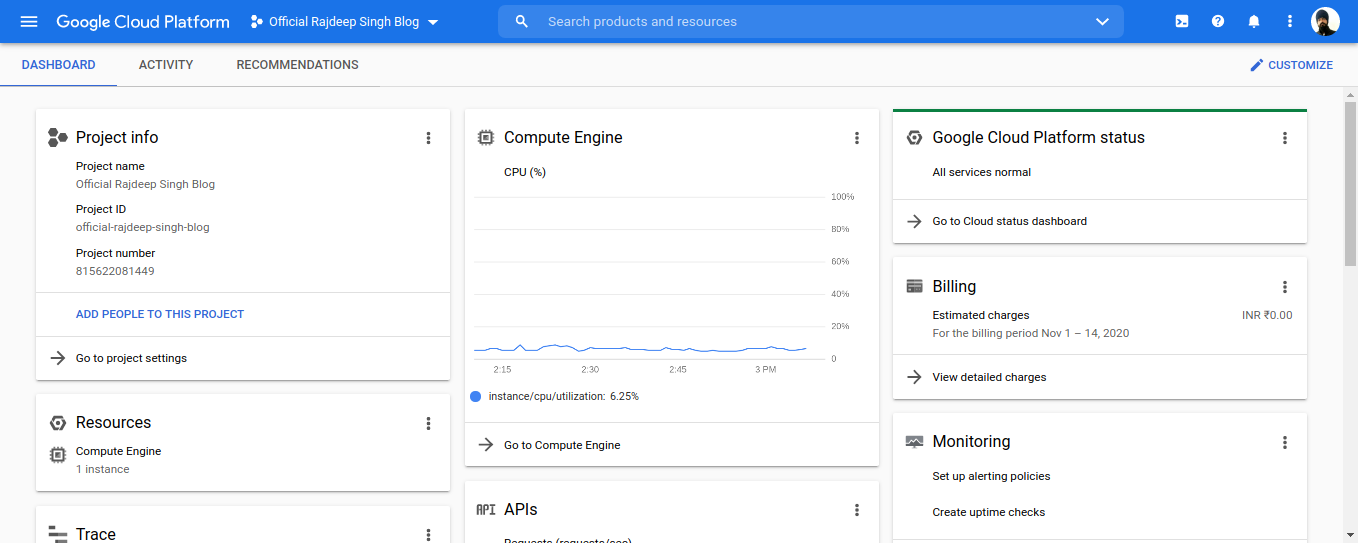 Google Cloud Platform
Official Rajdeep Singh Blog
Search products and resources
DASHBOARD
ACTIVITY
RECOMMENDATIONS
CUSTOMIZE
Project info
Project name
Official Rajdeep Singh Blog
Project ID
official-rajdeep-singh-blog
Project number
815622081449
ADD PEOPLE TO THIS PROJECT
Go to project settings
Resources
Compute Engine
1 instance
Trace
Compute Engine
CPU (%)
100%
80%
60%
40%
20%
0
2:15
2:30
2:45
3 PM
instance/cpu/utilization: 6.25%
Go to Compute Engine
API
APIs
Requests (requests/sec)
Google Cloud Platform status
All services normal
Go to Cloud status dashboard
Billing
Estimated charges
INR ₹0.00
For the billing period Nov 1 – 14, 2020
View detailed charges
Monitoring
Set up alerting policies
Create uptime checks